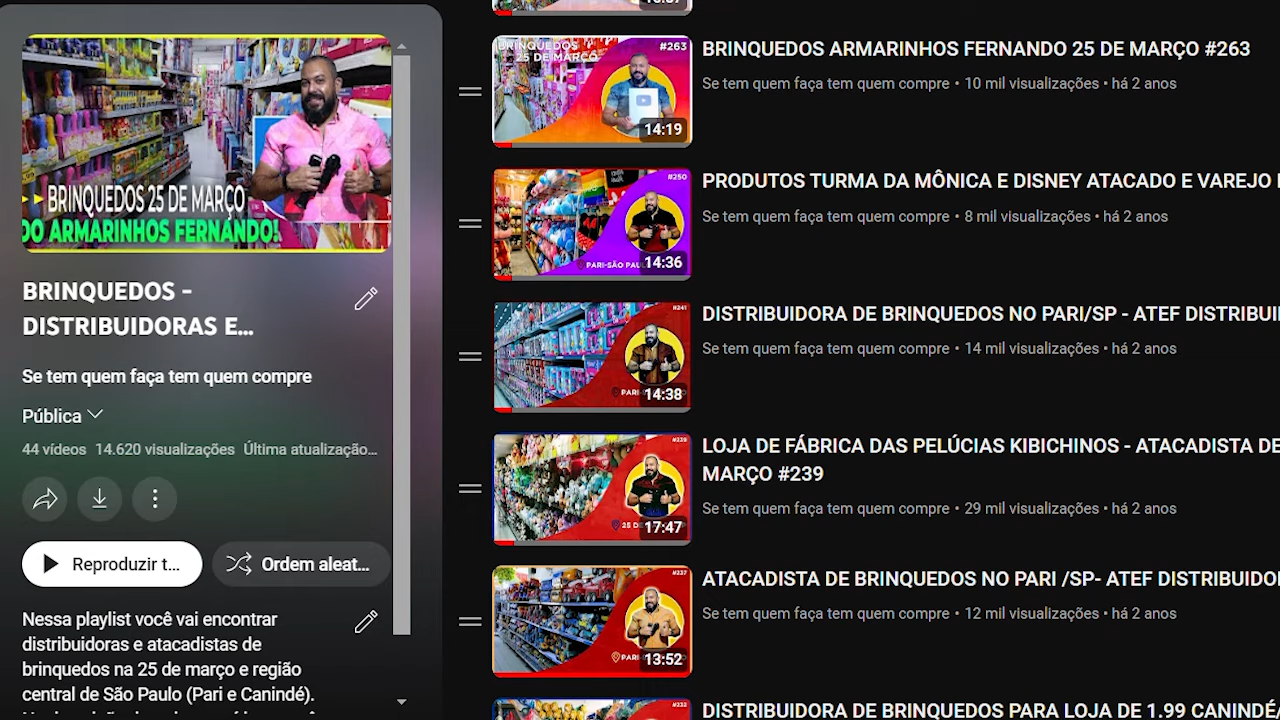 BRINQUEDOS 25 DE MARÇO
DO ARMARINHOS FERNANDO!
BRINQUEDOS -
DISTRIBUIDORAS E...
Se tem quem faça tem quem compre
Pública
44 vídeos 14.620 visualizações Última atualização...
Reproduzir t...
Ordem aleat...
Nessa playlist você vai encontrar
distribuidoras e atacadistas de
brinquedos na 25 de março e região
central de São Paulo (Pari e Canindé).
BRINQUEDOS
25 DE MARÇO
#263
14:19
BRINQUEDOS ARMARINHOS FERNANDO 25 DE MARÇO #263
Se tem quem faça tem quem compre • 10 mil visualizações • há 2 anos
#250
PARI-SÃO PAUL
14:36
PRODUTOS TURMA DA MÔNICA E DISNEY ATACADO E VAREJO
Se tem quem faça tem quem compre • 8 mil visualizações • há 2 anos
#241
PARI-
14:38
DISTRIBUIDORA DE BRINQUEDOS NO PARI/SP - ATEF DISTRIBUI
Se tem quem faça tem quem compre • 14 mil visualizações • há 2 anos
#239
25 DE
17:47
LOJA DE FÁBRICA DAS PELÚCIAS KIBICHINOS - ATACADISTA DE
MARÇO #239
Se tem quem faça tem quem compre • 29 mil visualizações • há 2 anos
#237
PARI-
13:52
ATACADISTA DE BRINQUEDOS NO PARI /SP- ATEF DISTRIBUIDO
Se tem quem faça tem quem compre • 12 mil visualizações • há 2 anos
#232
DISTRIBUIDORA DE BRINQUEDOS PARA LOJA DE 1.99 CANINDÉ